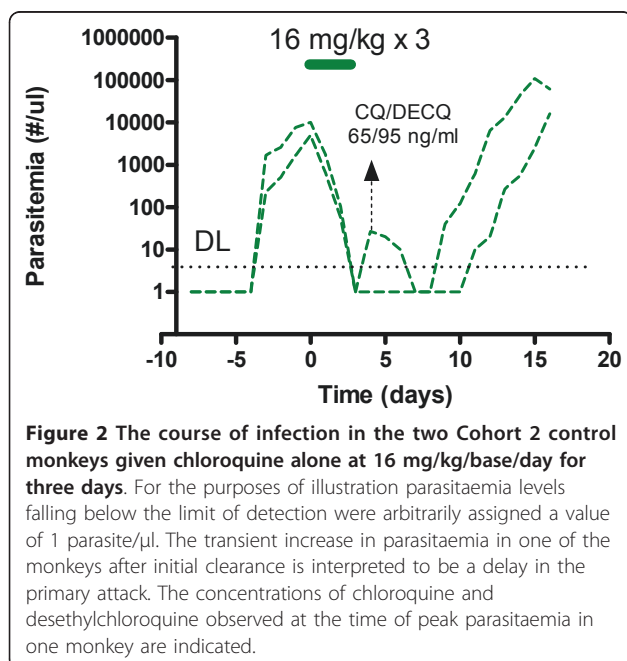 16 mg/kg x 3
1000000
100000
10000
1000
100
10
1
Parasitemia (#/ul)
CQ/DECQ
65/95 ng/ml
DL
-10 -5 0 5 10 15 20
Time (days)
Figure 2 The course of infection in the two Cohort 2 control
monkeys given chloroquine alone at 16 mg/kg/base/day for
three days. For the purposes of illustration parasitaemia levels
falling below the limit of detection were arbitrarily assigned a value
of 1 parasite/μl. The transient increase in parasitaemia in one of the
monkeys after initial clearance is interpreted to be a delay in the
primary attack. The concentrations of chloroquine and
desethylchloroquine observed at the time of peak parasitaemia in
one monkey are indicated.